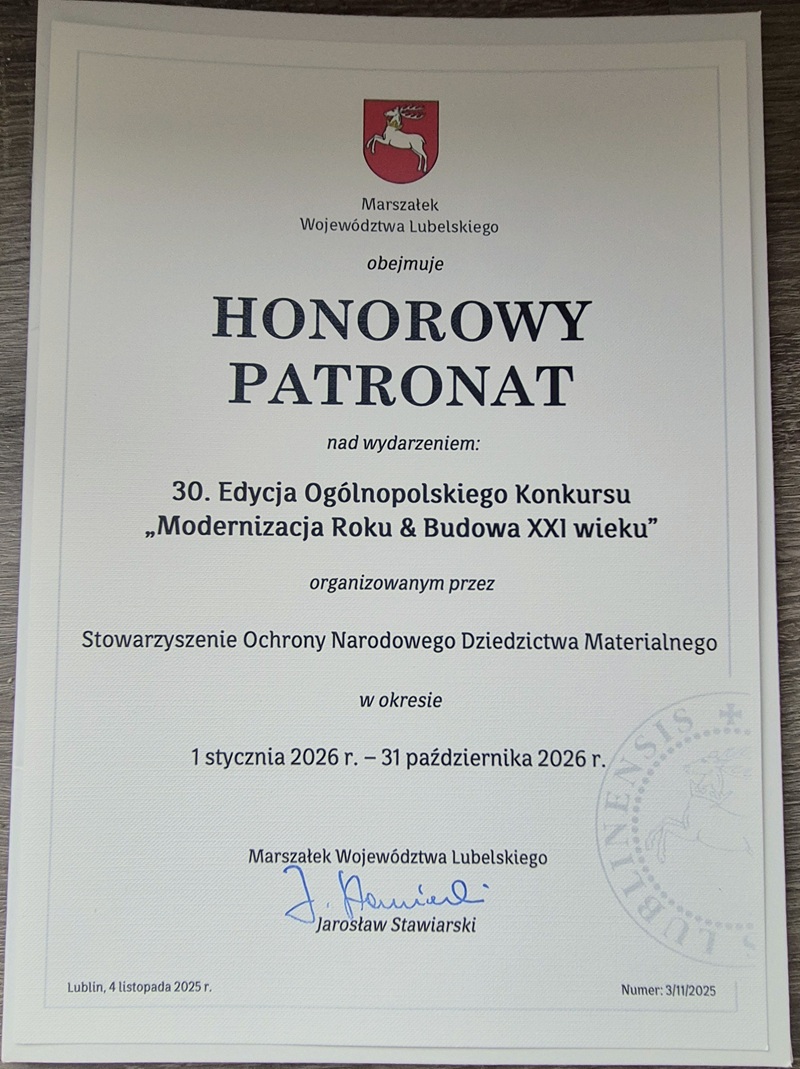 Marszałek
Województwa Lubelskiego
obejmuje
HONOROWY
PATRONAT
nad wydarzeniem:
30. Edycja Ogólnopolskiego Konkursu
„Modernizacja Roku & Budowa XXI wieku”
organizowanym przez
Stowarzyszenie Ochrony Narodowego Dziedzictwa Materialnego
w okresie
1 stycznia 2026 r. – 31 października 2026 r.
Marszałek Województwa Lubelskiego
Jarosław Stawiarski
Lublin, 4 listopada 2025 r.
Numer: 3/11/2025
S LUBLINENSIS